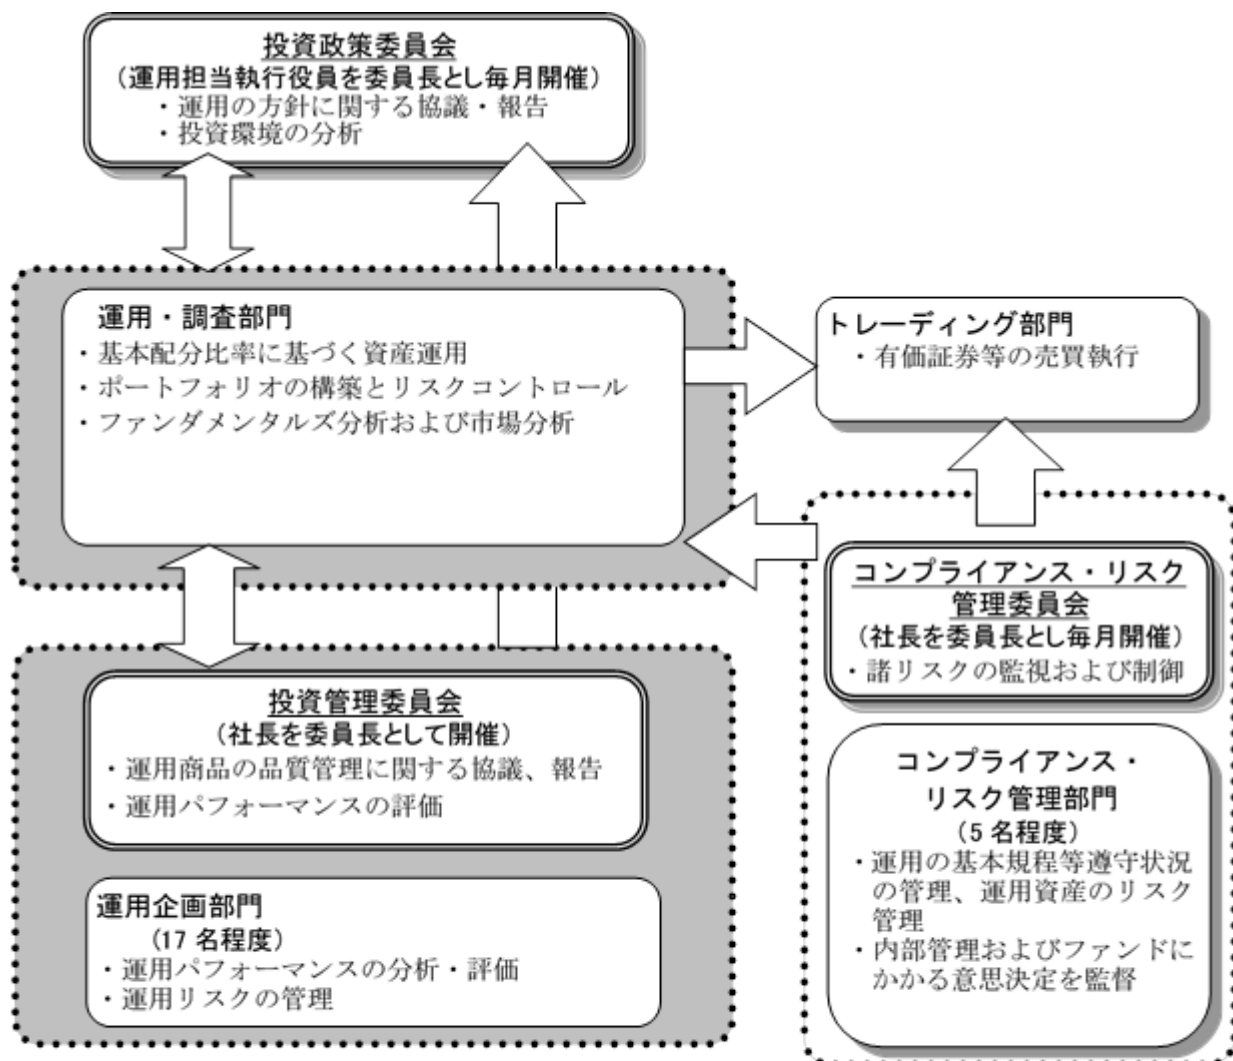 投資政策委員会
（運用担当執行役員を委員長とし毎月開催）
・運用の方針に関する協議・報告
・投資環境の分析
運用・調査部門
・基本配分比率に基づく資産運用
・ポートフォリオの構築とリスクコントロール
・ファンダメンタルズ分析および市場分析
トレーディング部門
・有価証券等の売買執行
投資管理委員会
（社長を委員長として開催）
・運用商品の品質管理に関する協議、報告
・運用パフォーマンスの評価
運用企画部門
（17 名程度）
・運用パフォーマンスの分析・評価
・運用リスクの管理
コンプライアンス・リスク
管理委員会
（社長を委員長とし毎月開催）
・諸リスクの監視および制御
コンプライアンス・
リスク管理部門
（5 名程度）
・運用の基本規程等遵守状況
の管理、運用資産のリスク
管理
・内部管理およびファンドに
かかる意思決定を監督